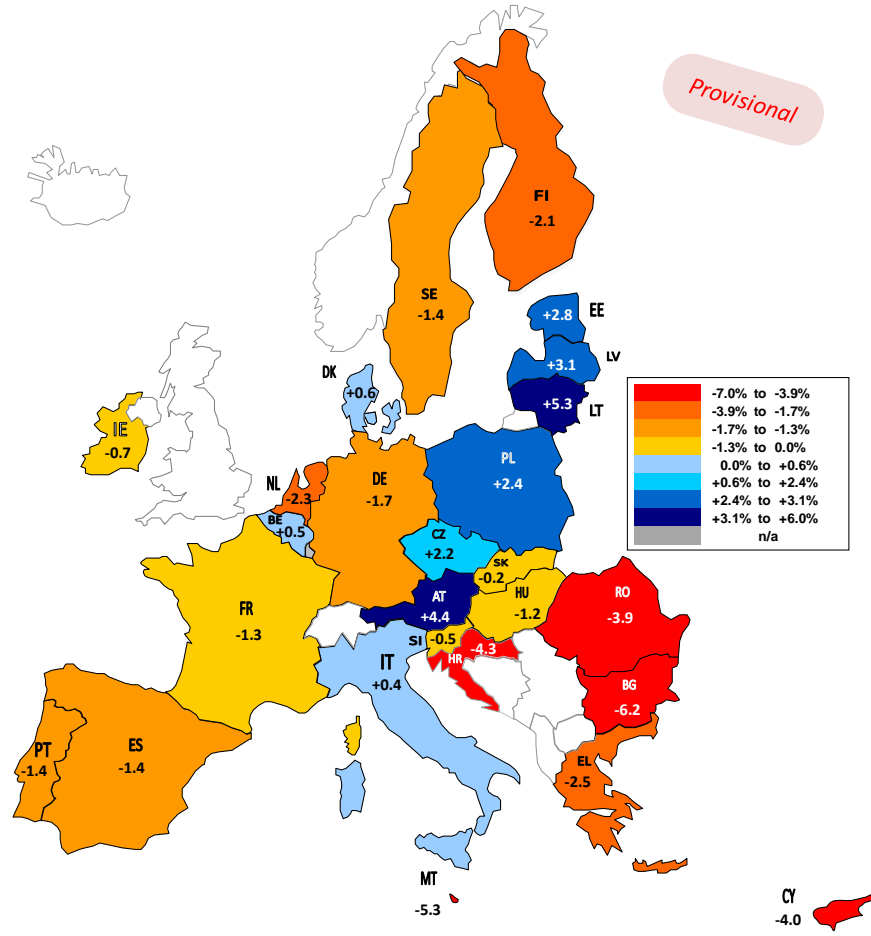 Provisional
FI
-2.1
SE
-1.4
EE
+2.8
LV
+3.1
DK
+0.6
+5.3
LT
-7.0% to -3.9%
-3.9% to -1.7%
-1.7% to -1.3%
-1.3% to 0.0%
0.0% to +0.6%
+0.6% to +2.4%
+2.4% to +3.1%
+3.1% to +6.0%
n/a
IE
-0.7
NL
-2.3
DE
-1.7
PL
+2.4
BE
+0.5
CZ
+2.2
SK
-0.2
AT
+4.4
HU
-1.2
RO
-3.9
FR
-1.3
SI
-0.5
HR
-4.3
IT
+0.4
BG
-6.2
PT
-1.4
ES
-1.4
EL
-2.5
MT
-5.3
CY
-4.0